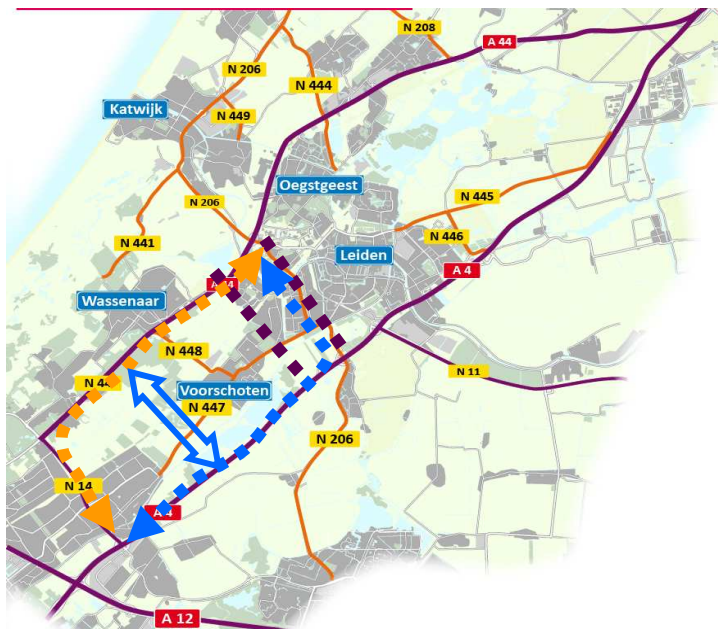 N 208
A 44
N 206
N 444
Katwijk
N 449
Oegstgeest
N 445
N 206
N 446
N 441
Leiden
A 4
A 44
Wassenaar
N 448
N 11
N 44
Voorschoten
N 447
N 206
N 14
A 4
A 12